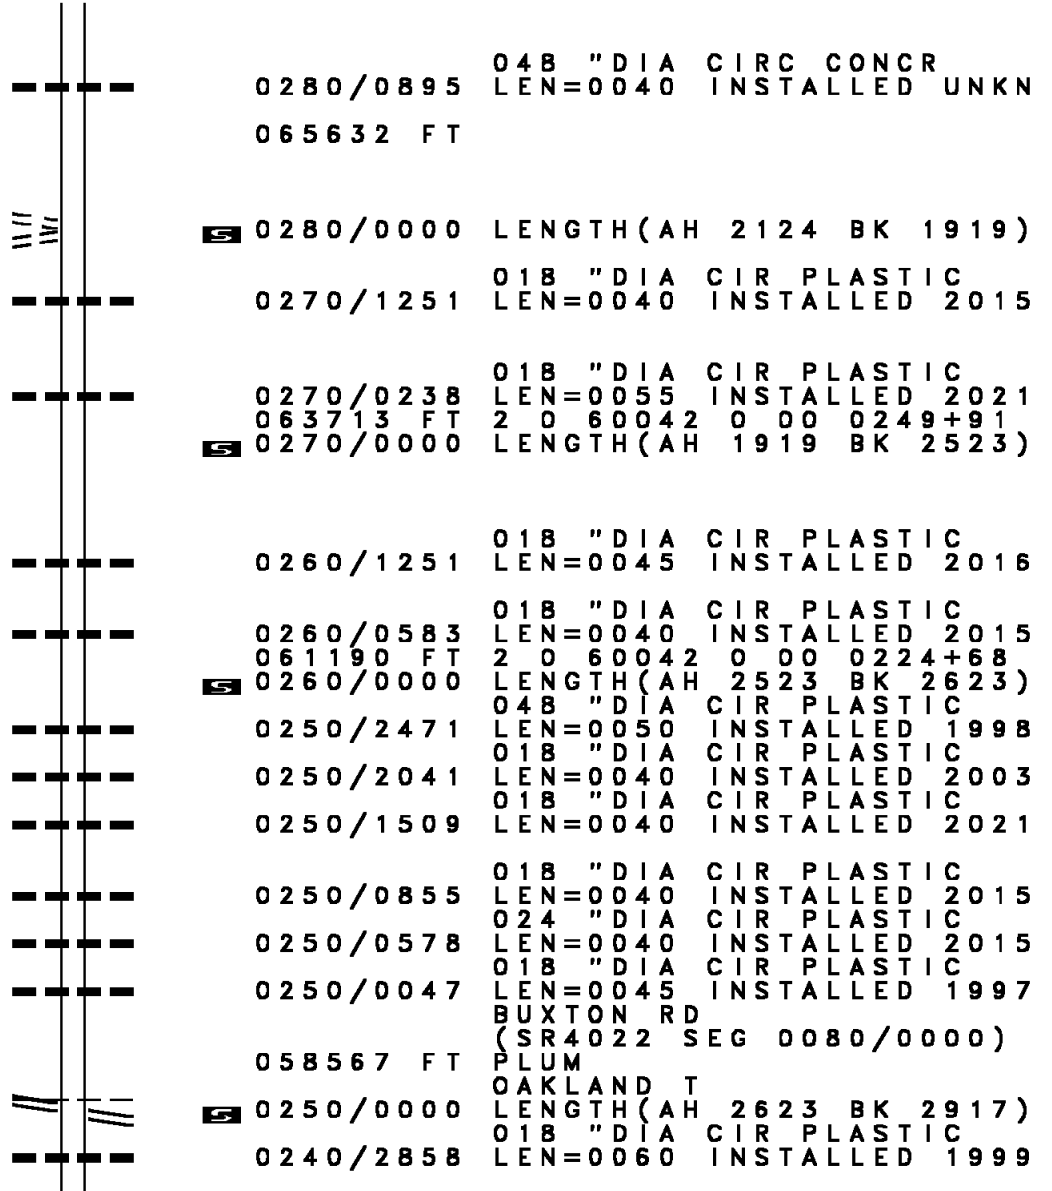 048 "DIA CIRC CONCR
0280/0895 LEN=0040 INSTALLED UNKN
065632 FT
S 0280/0000 LENGTH(AH 2124 BK 1919)
018 "DIA CIR PLASTIC
0270/1251 LEN=0040 INSTALLED 2015
018 "DIA CIR PLASTIC
0270/0238 LEN=0055 INSTALLED 2021
063713 FT 2 0 60042 0 00 0249+91
S 0270/0000 LENGTH(AH 1919 BK 2523)
018 "DIA CIR PLASTIC
0260/1251 LEN=0045 INSTALLED 2016
018 "DIA CIR PLASTIC
0260/0583 LEN=0040 INSTALLED 2015
061190 FT 2 0 60042 0 00 0224+68
S 0260/0000 LENGTH(AH 2523 BK 2623)
048 "DIA CIR PLASTIC
0250/2471 LEN=0050 INSTALLED 1998
018 "DIA CIR PLASTIC
0250/2041 LEN=0040 INSTALLED 2003
018 "DIA CIR PLASTIC
0250/1509 LEN=0040 INSTALLED 2021
018 "DIA CIR PLASTIC
0250/0855 LEN=0040 INSTALLED 2015
024 "DIA CIR PLASTIC
0250/0578 LEN=0040 INSTALLED 2015
018 "DIA CIR PLASTIC
0250/0047 LEN=0045 INSTALLED 1997
BUXTON RD
(SR4022 SEG 0080/0000)
058567 FT PLUM
OAKLAND T
S 0250/0000 LENGTH(AH 2623 BK 2917)
018 "DIA CIR PLASTIC
0240/2858 LEN=0060 INSTALLED 1999